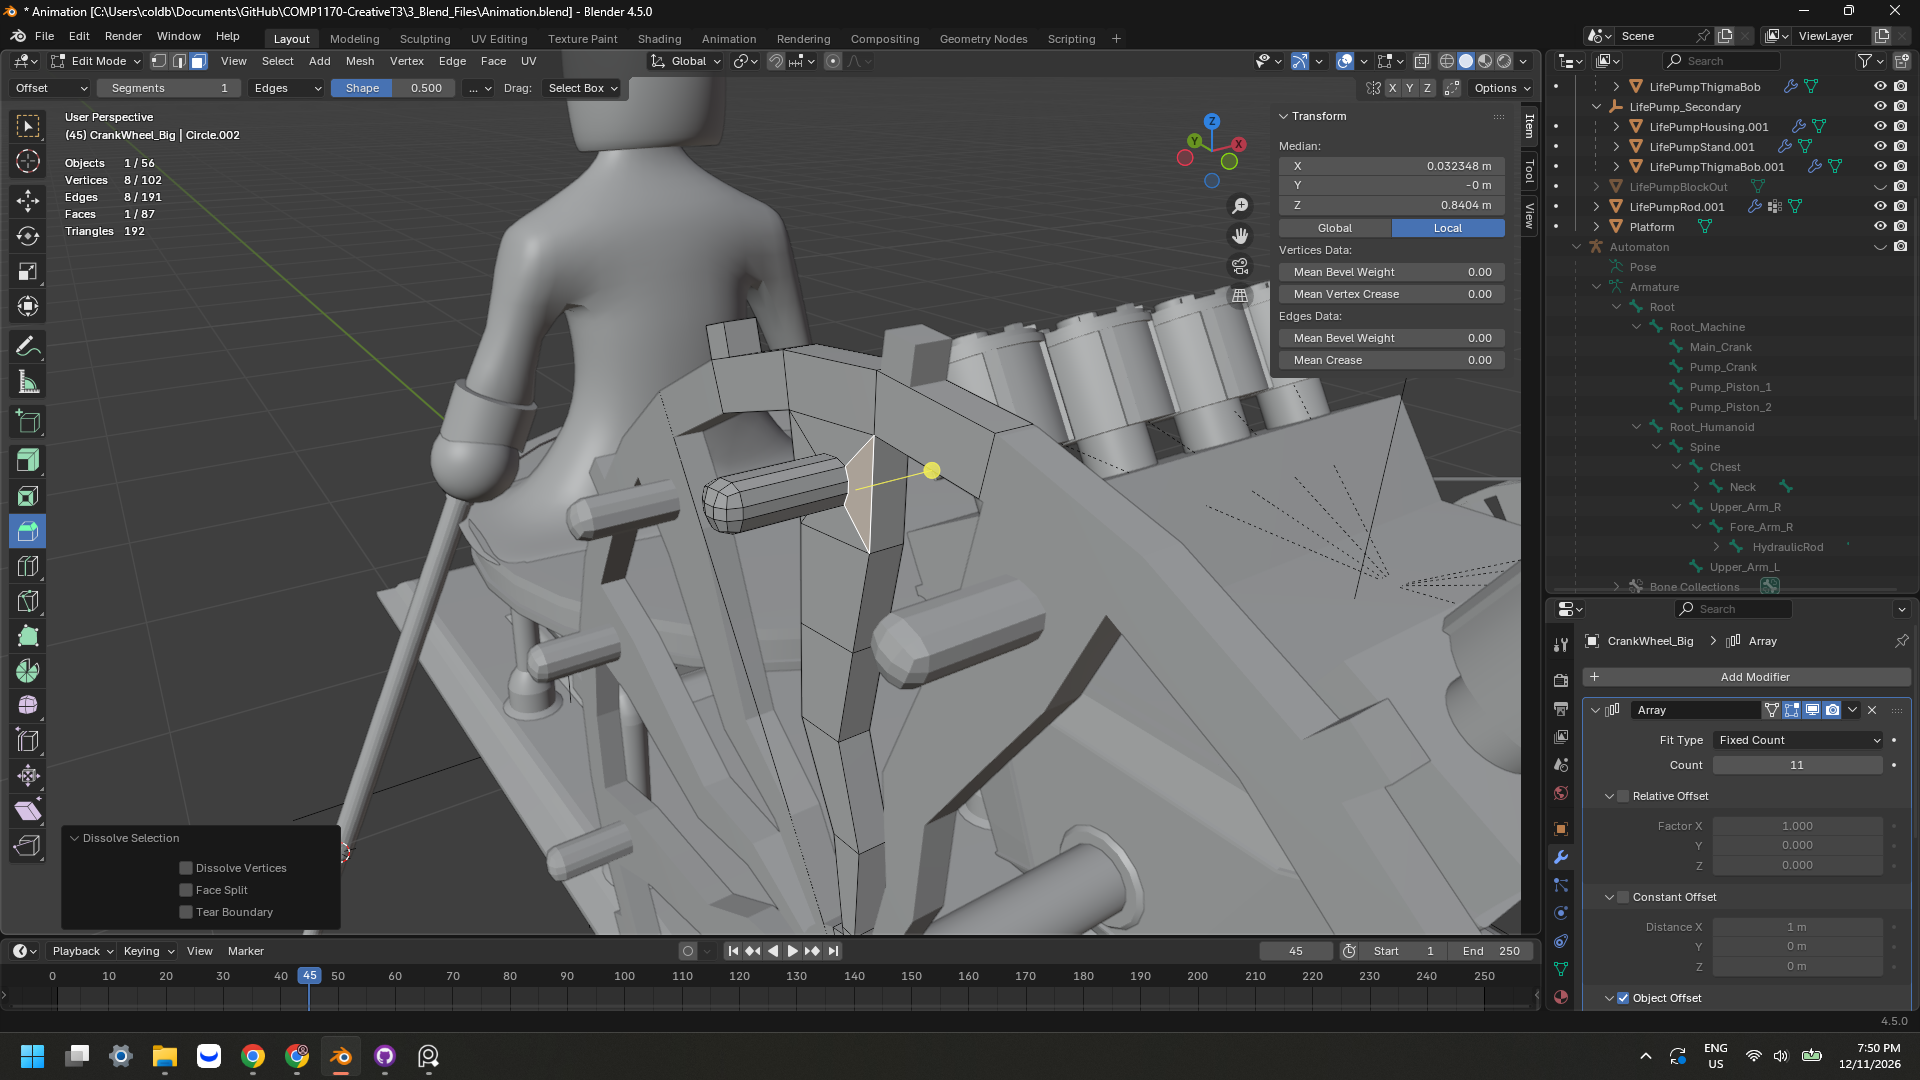 * Animation [C:\Users\coldb\Documents\GitHub\COMP1170-CreativeT3\3_Blend_Files\Animation.blend] - Blender 4.5.0
File Edit Render Window Help
Layout Modeling Sculpting UV Editing Texture Paint Shading Animation Rendering Compositing Geometry Nodes Scripting +
Scene
ViewLayer
Edit Mode View Select Add Mesh Vertex Edge Face UV
Global
Search
Offset Segments 1 Edges Shape 0.500 ... Drag: Select Box
X Y Z Options
User Perspective
(45) CrankWheel_Big | Circle.002
Objects 1 / 56
Vertices 8 / 102
Edges 8 / 191
Faces 1 / 87
Triangles 192
Z
Y
X
Transform
Median:
X 0.032348 m
Y -0 m
Z 0.8404 m
Global Local
Vertices Data:
Mean Bevel Weight 0.00
Mean Vertex Crease 0.00
Edges Data:
Mean Bevel Weight 0.00
Mean Crease 0.00
Item
Tool
View
LifePumpThigmaBob
LifePump_Secondary
LifePumpHousing.001
LifePumpStand.001
LifePumpThigmaBob.001
LifePumpBlockOut
LifePumpRod.001
Platform
Automaton
Pose
Armature
Root
Root_Machine
Main_Crank
Pump_Crank
Pump_Piston_1
Pump_Piston_2
Root_Humanoid
Spine
Chest
Neck
Upper_Arm_R
Fore_Arm_R
HydraulicRod
Upper_Arm_L
Bone Collections
Search
CrankWheel_Big > Array
+ Add Modifier
Array
Fit Type Fixed Count
Count 11
Relative Offset
Factor X 1.000
Y 0.000
Z 0.000
Constant Offset
Distance X 1 m
Y 0 m
Z 0 m
Object Offset
Dissolve Selection
Dissolve Vertices
Face Split
Tear Boundary
Playback Keying View Marker
45 Start 1 End 250
0 10 20 30 40 45 50 60 70 80 90 100 110 120 130 140 150 160 170 180 190 200 210 220 230 240 250
4.5.0
ENG
US
7:50 PM
12/11/2026